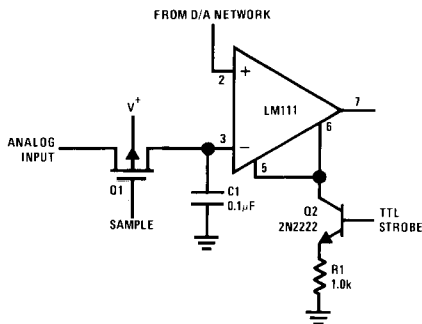 FROM D/A NETWORK
2
+
LM111
7
6
V+
ANALOG
INPUT
3
−
5
Q1
C1
0.1µF
SAMPLE
Q2
2N2222
TTL
STROBE
R1
1.0k